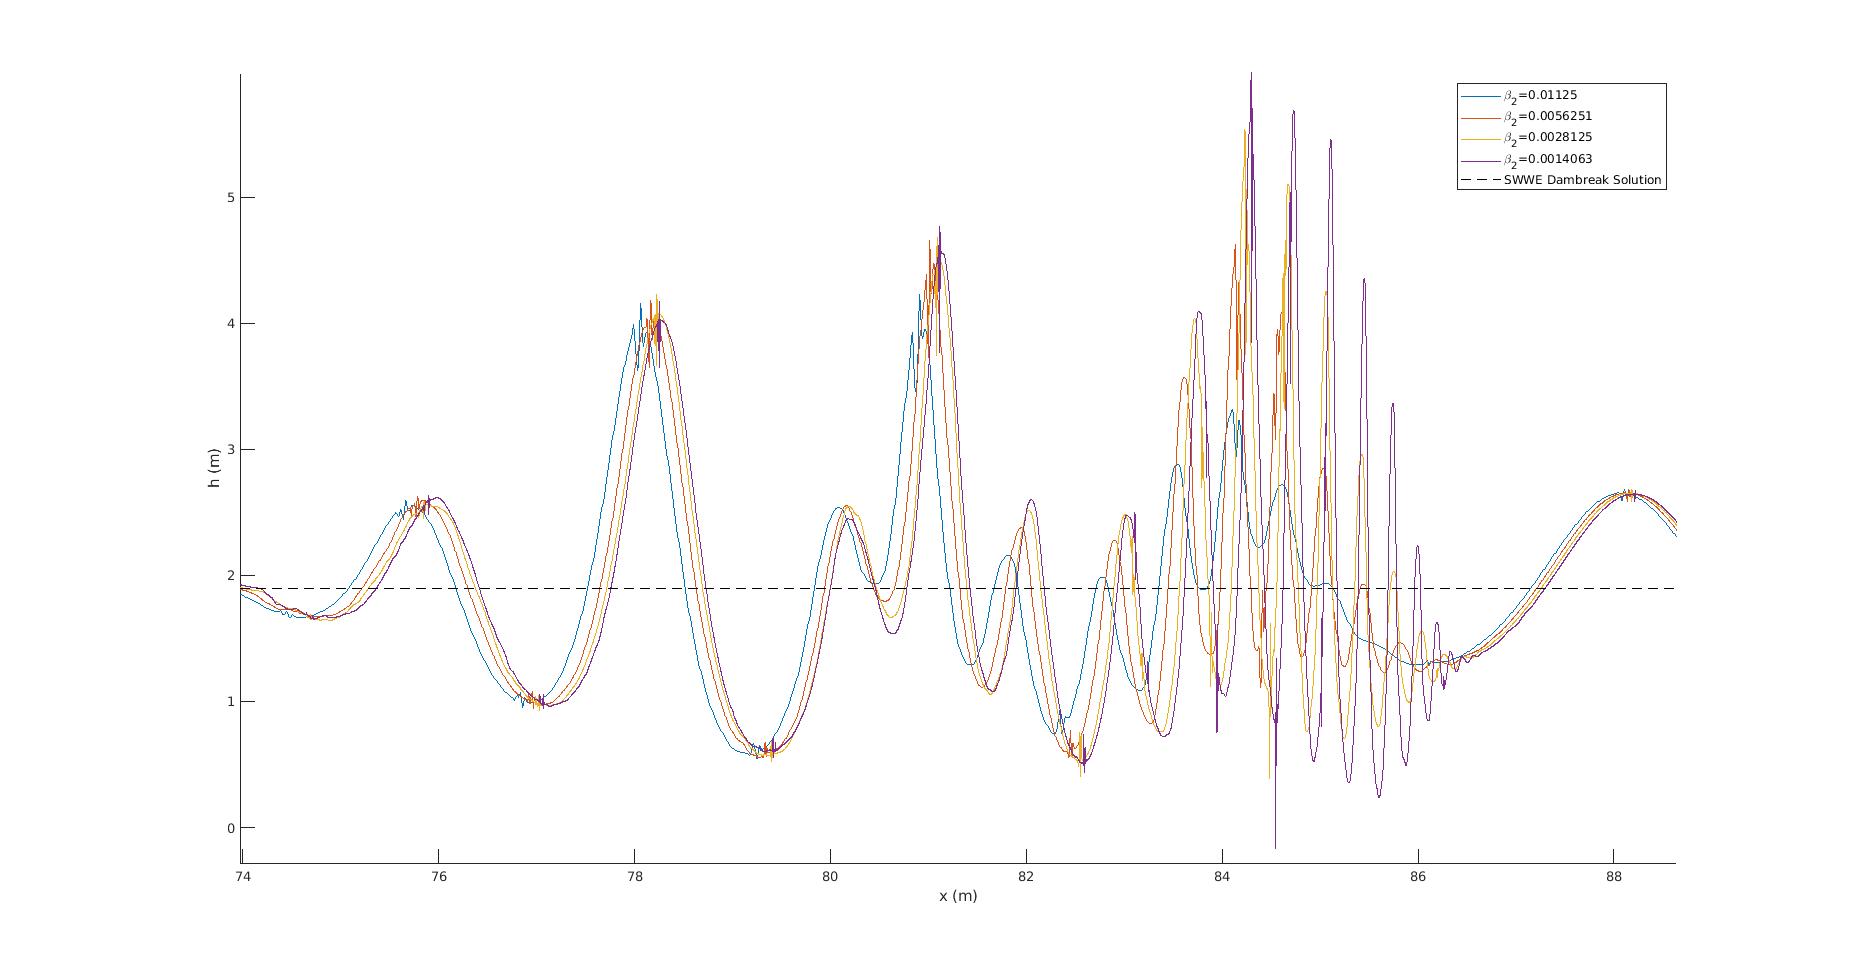 β2=0.01125
β2=0.0056251
β2=0.0028125
β2=0.0014063
SWWE Dambreak Solution
5
4
3
2
1
0
h (m)
74 76 78 80 82 84 86 88
x (m)